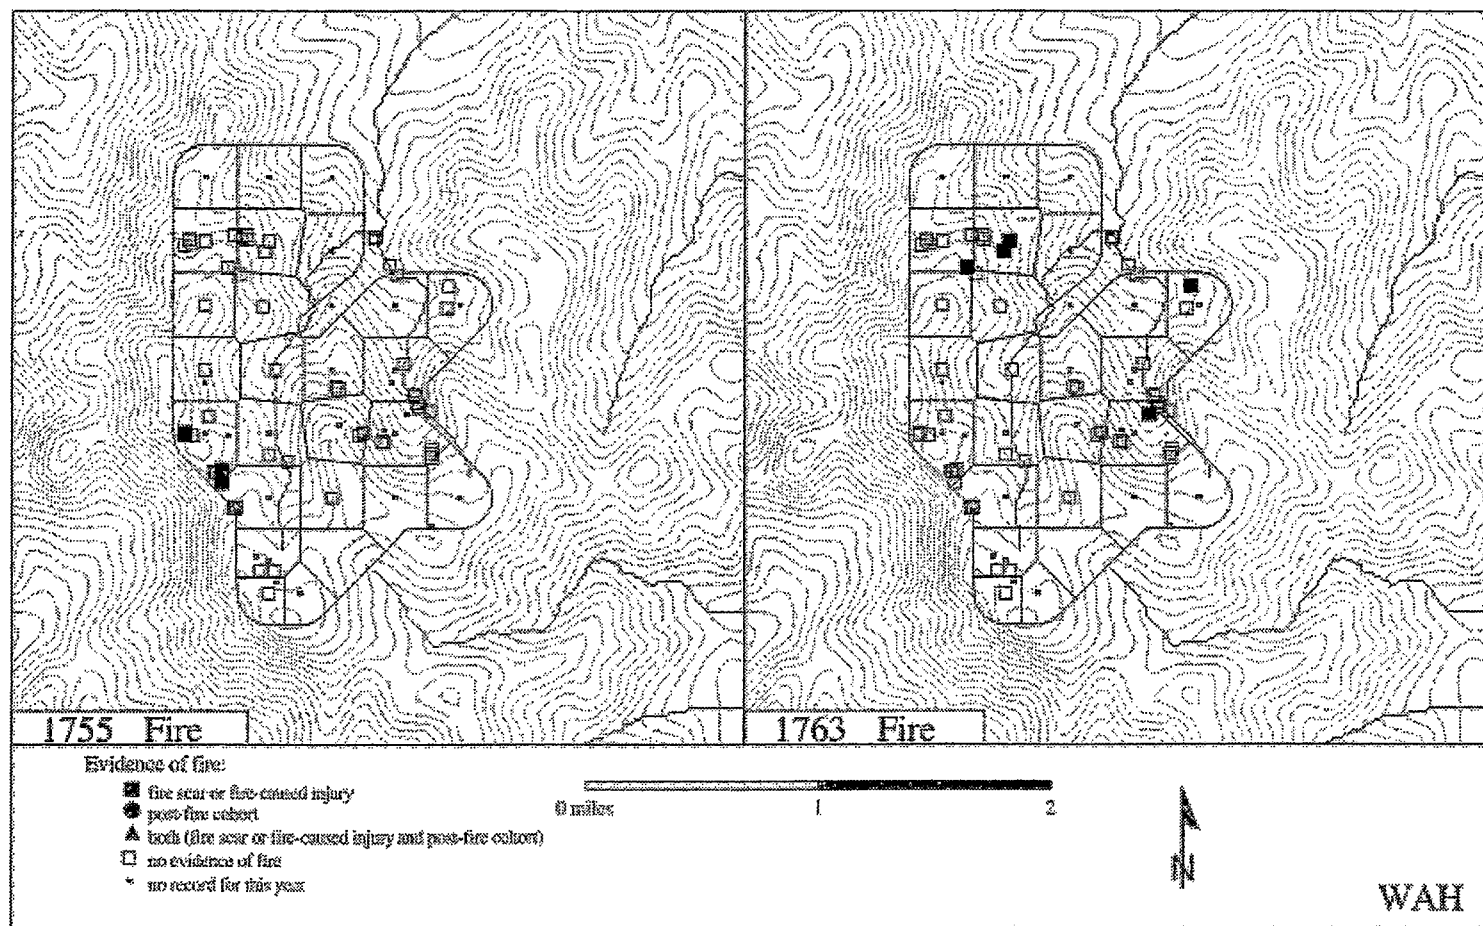 1755 Fire
1763 Fire
Evidence of fire:
fire scar or fire-caused injury
post-fire cohort
both (fire scar or fire-caused injury and post-fire cohort)
no evidence of fire
no record for this year
0 miles 1 2
N
WAH